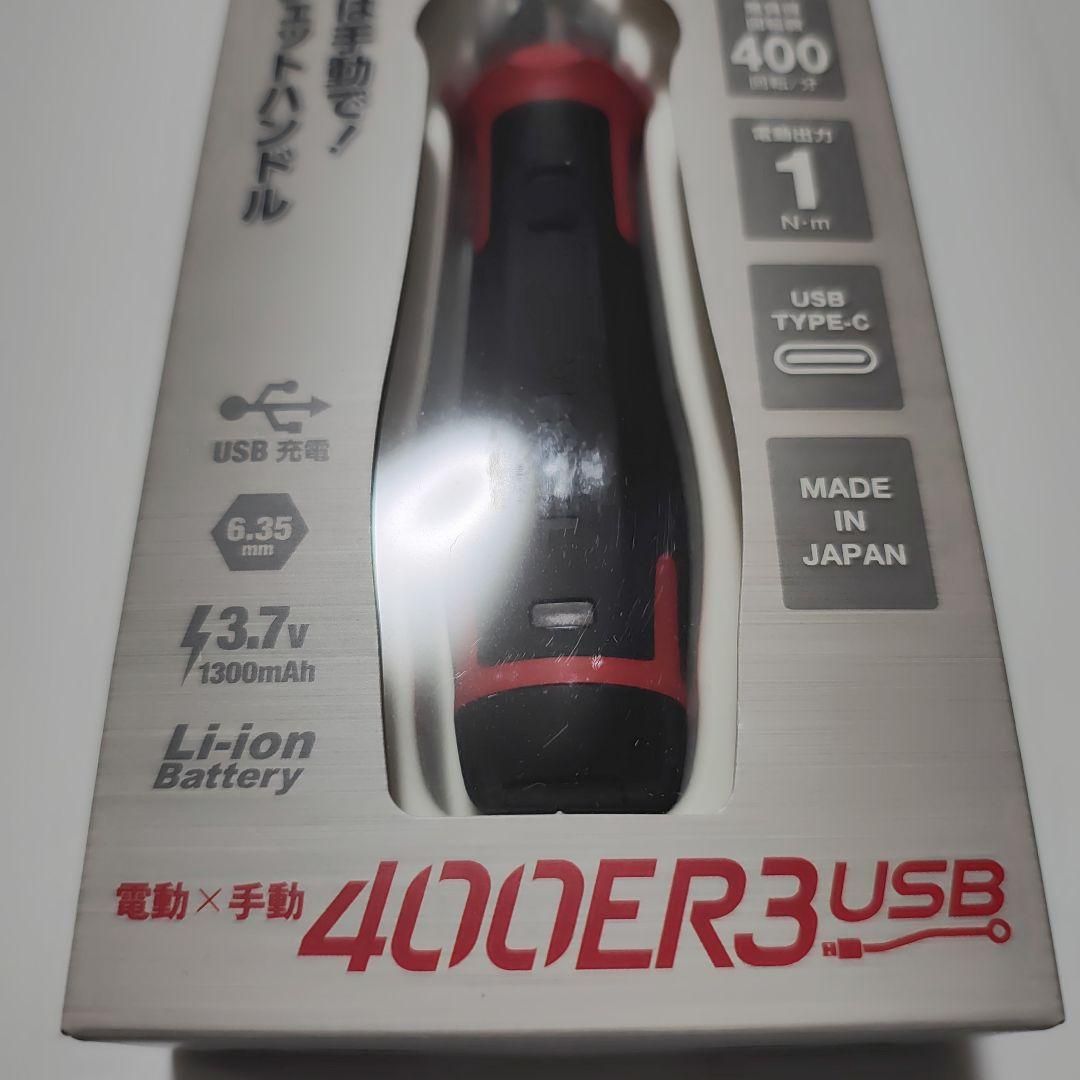 は手動で！
ェットハンドル
400
回転/分
電動出力
1
N・m
USB
TYPE-C
MADE
IN
JAPAN
USB 充電
6.35
mm
3.7V
1300mAh
Li-ion
Battery
電動×手動 400ER3 USB